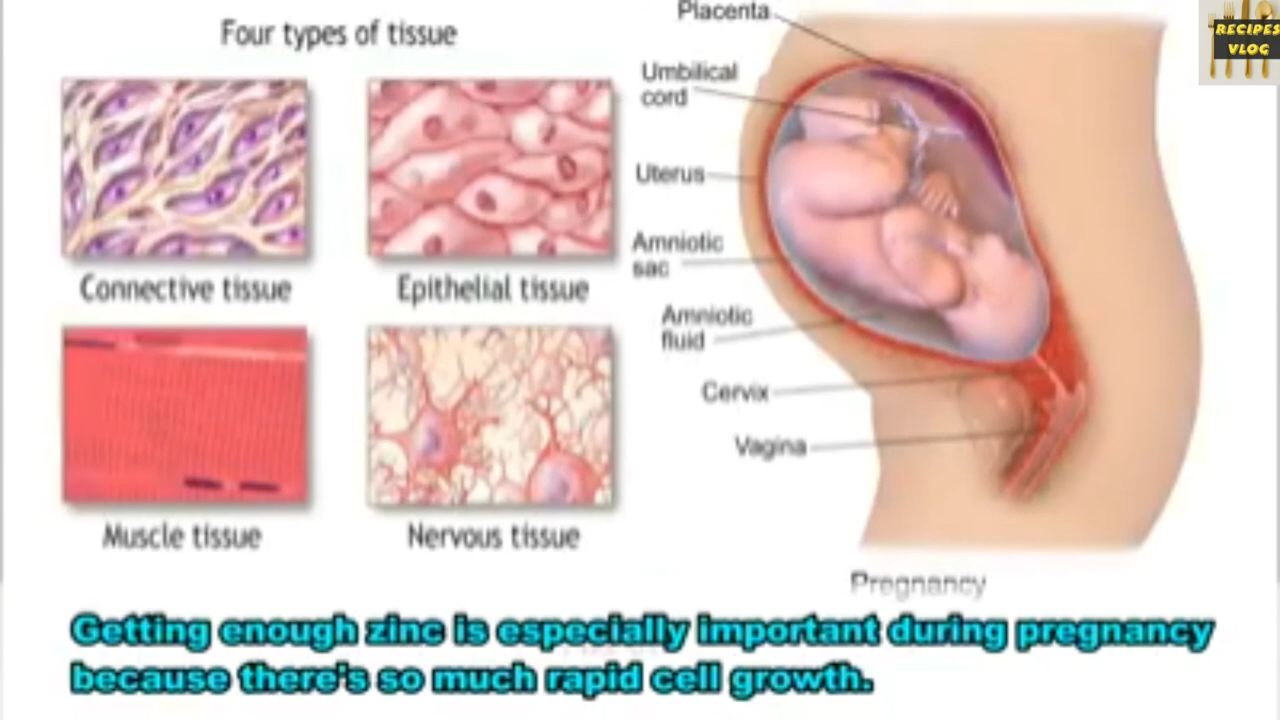 Four types of tissue
Connective tissue
Epithelial tissue
Muscle tissue
Nervous tissue
Placenta
Umbilical
cord
Uterus
Amniotic
sac
Amniotic
fluid
Cervix
Vagina
Pregnancy
RECIPES
VLOG
Getting enough zinc is especially important during pregnancy
because there's so much rapid cell growth.